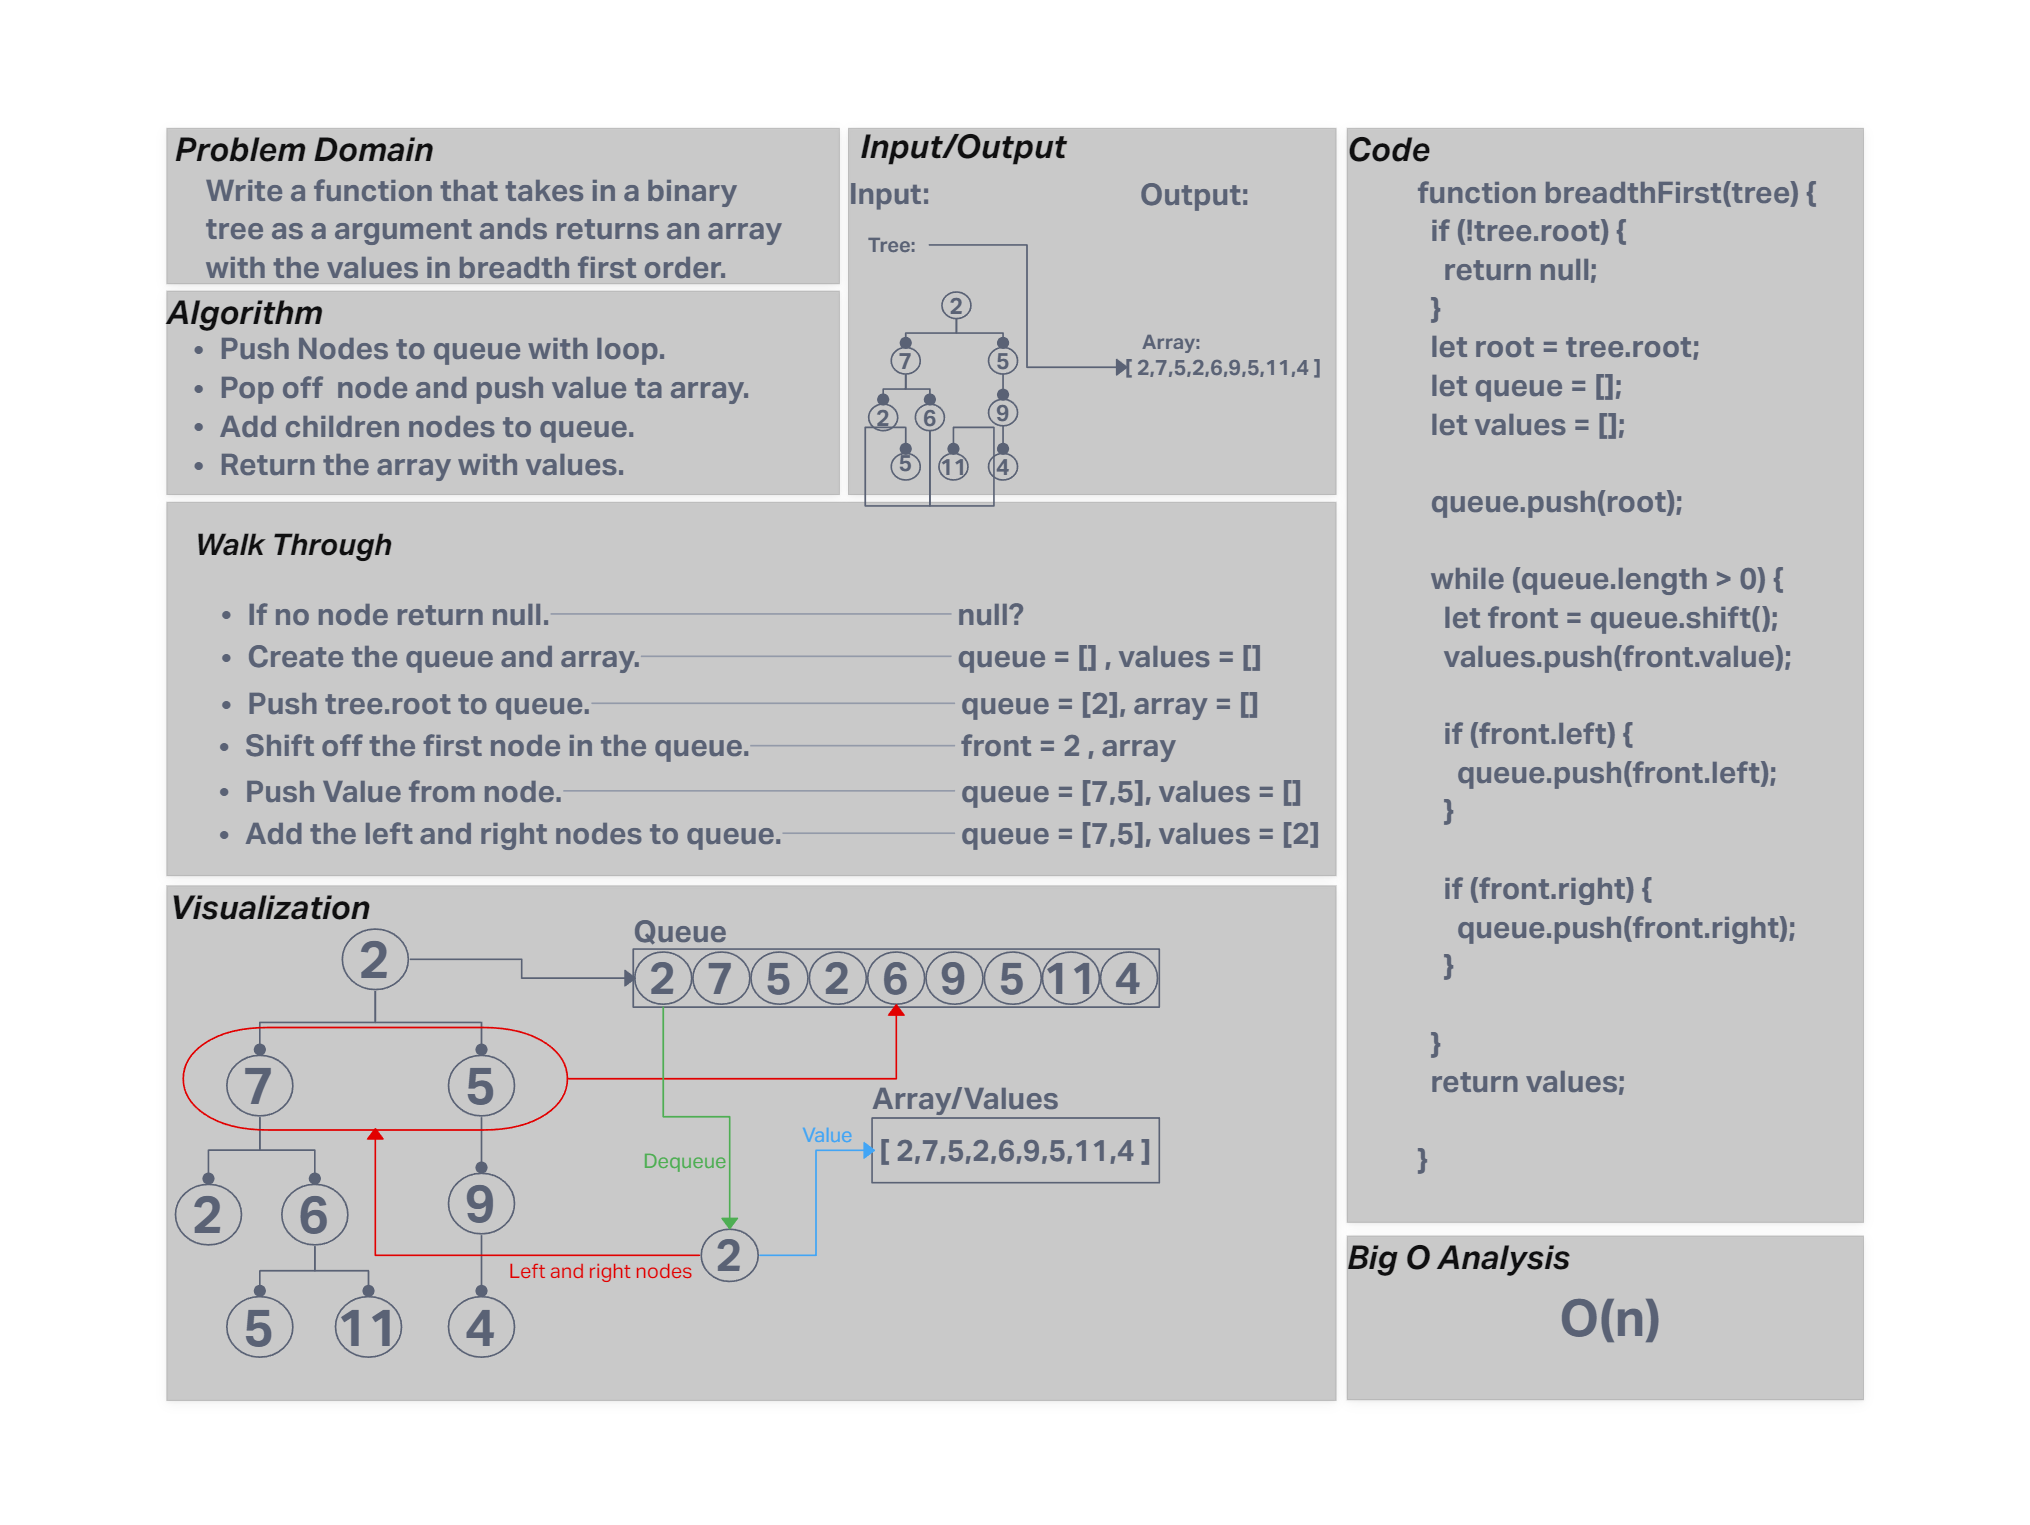 Problem Domain
Write a function that takes in a binary
tree as a argument ands returns an array
with the values in breadth first order.
Algorithm
• Push Nodes to queue with loop.
• Pop off  node and push value ta array.
• Add children nodes to queue.
• Return the array with values.
Input/Output
Input:
Output:
Tree:
2
7 5
2 6 9
5 11 4
Array:
[ 2,7,5,2,6,9,5,11,4 ]
Walk Through
• If no node return null. null?
• Create the queue and array. queue = [] , values = []
• Push tree.root to queue. queue = [2], array = []
• Shift off the first node in the queue. front = 2 , array
• Push Value from node. queue = [7,5], values = []
• Add the left and right nodes to queue. queue = [7,5], values = [2]
Visualization
2
7 5
2 6 9
5 11 4
Queue
2 7 5 2 6 9 5 11 4
Array/Values
[ 2,7,5,2,6,9,5,11,4 ]
Value
Dequeue
2
Left and right nodes
Code
function breadthFirst(tree) {
if (!tree.root) {
return null;
}
let root = tree.root;
let queue = [];
let values = [];
queue.push(root);
while (queue.length > 0) {
let front = queue.shift();
values.push(front.value);
if (front.left) {
queue.push(front.left);
}
if (front.right) {
queue.push(front.right);
}
}
return values;
}
Big O Analysis
O(n)